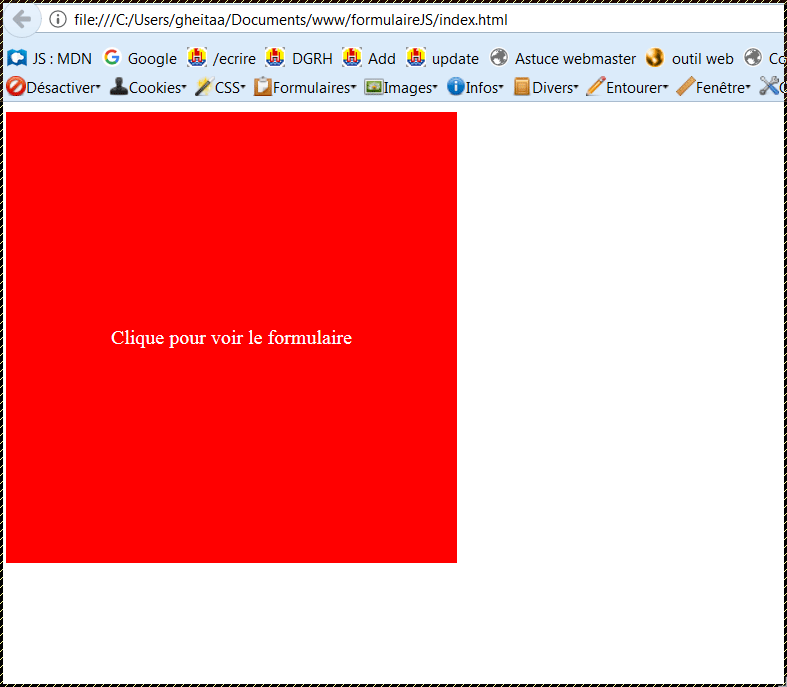 file:///C:/Users/gheitaa/Documents/www/formulaireJS/index.html
JS : MDN Google /ecrire DGRH Add update Astuce webmaster outil web
Désactiver Cookies CSS Formulaires Images Infos Divers Entourer Fenêtre
Clique pour voir le formulaire